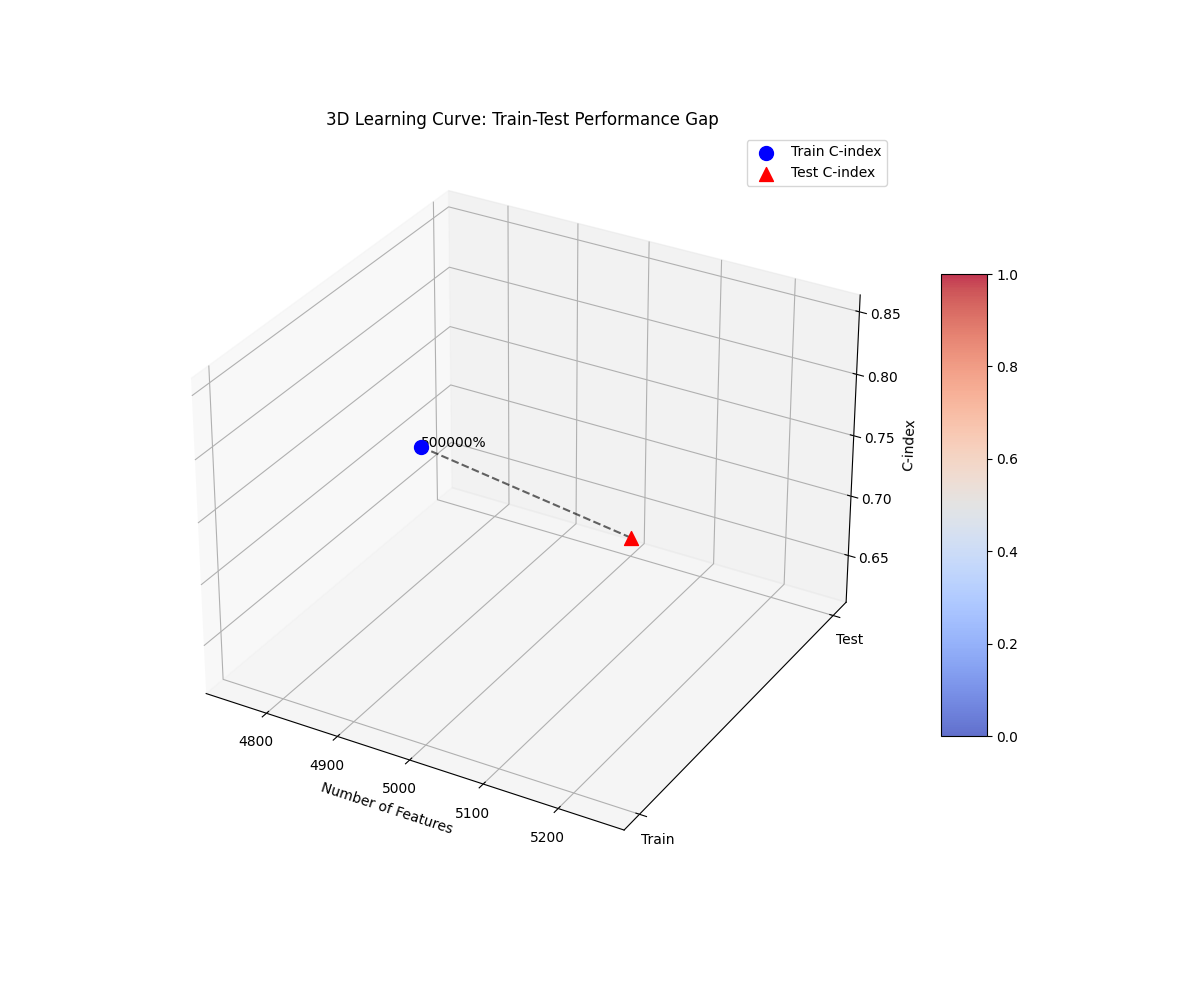 3D Learning Curve: Train-Test Performance Gap
Train C-index
Test C-index
500000%
0.85
0.80
0.75
0.70
0.65
C-index
Test
Train
4800
4900
5000
5100
5200
Number of Features
1.0
0.8
0.6
0.4
0.2
0.0